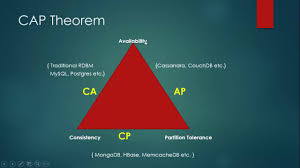 CAP Theorem
Availability
( Traditional RDBM
MySQL, Postgres etc.)
(Cassandra, CouchDB etc.)
CA
AP
Consistency
CP
Partition Tolerance
( MongoDB, HBase, MemcacheDB etc. )